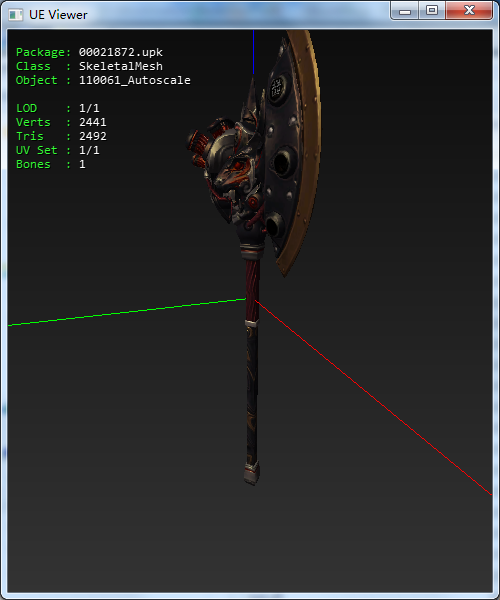 UE Viewer
Package: 00021872.upk
Class : SkeletalMesh
Object : 110061_Autoscale
LOD : 1/1
Verts : 2441
Tris : 2492
UV Set : 1/1
Bones : 1